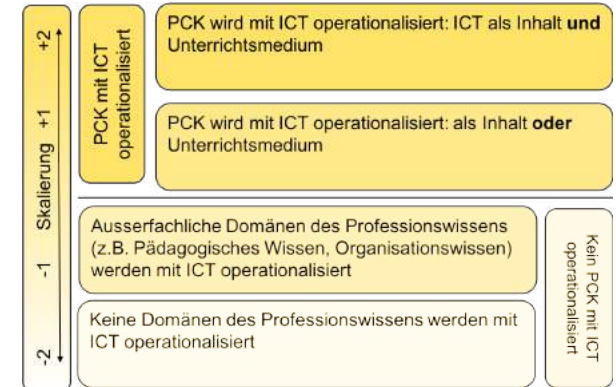 Skalierung
+2
+1
-1
-2
PCK mit ICT
operationalisiert
PCK wird mit ICT operationalisiert: ICT als Inhalt und
Unterrichtsmedium
PCK wird mit ICT operationalisiert: als Inhalt oder
Unterrichtsmedium
Ausserfachliche Domänen des Professionswissens
(z.B. Pädagogisches Wissen, Organisationswissen)
werden mit ICT operationalisiert
Keine Domänen des Professionswissens werden mit
ICT operationalisiert
Kein PCK mit ICT
operationalisiert